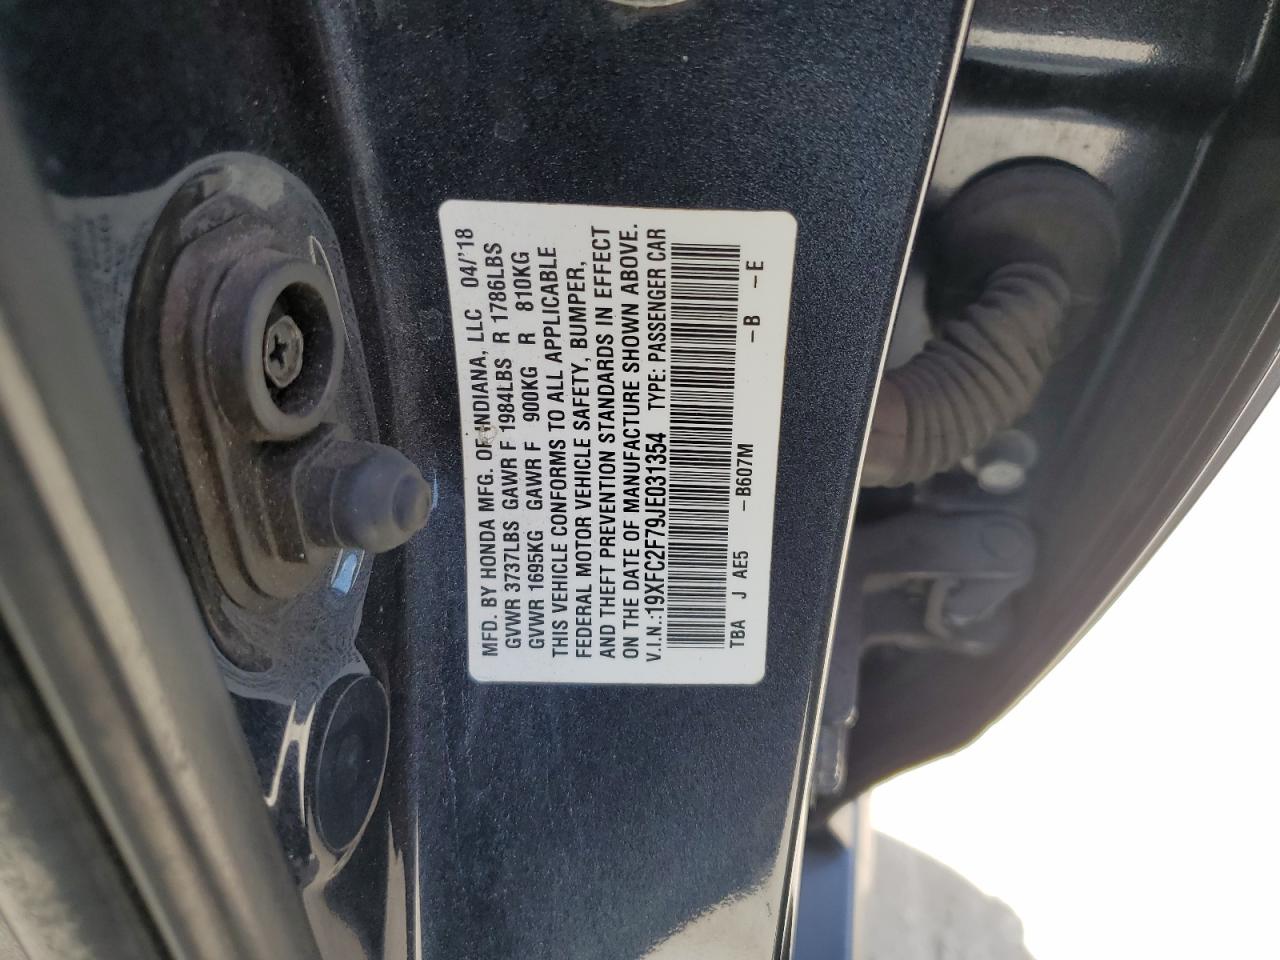 MFD. BY HONDA MFG. OF INDIANA, LLC 04/'18
GVWR 3737LBS GAWR F 1984LBS R 1786LBS
GVWR 1695KG GAWR F 900KG R 810KG
THIS VEHICLE CONFORMS TO ALL APPLICABLE
FEDERAL MOTOR VEHICLE SAFETY, BUMPER,
AND THEFT PREVENTION STANDARDS IN EFFECT
ON THE DATE OF MANUFACTURE SHOWN ABOVE.
V.I.N.:19XFC2F79JE031354 TYPE: PASSENGER CAR
TBA J AE5 –B607M –B –E